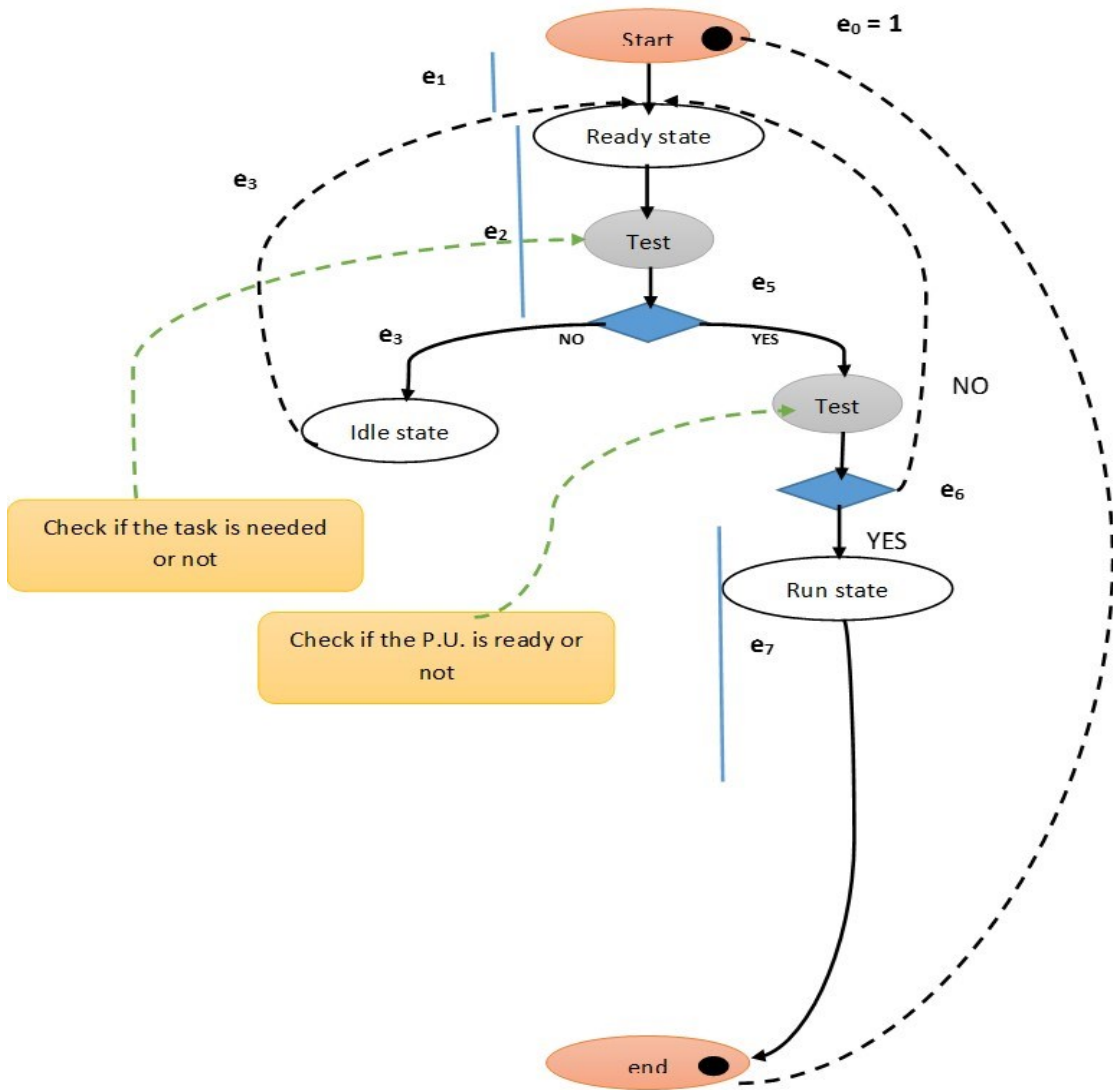 Start
e₀ = 1
e₁
Ready state
e₃
e₂
Test
e₅
NO
YES
e₃
Test
NO
Idle state
e₆
Check if the task is needed
or not
YES
Run state
Check if the P.U. is ready or
not
e₇
end